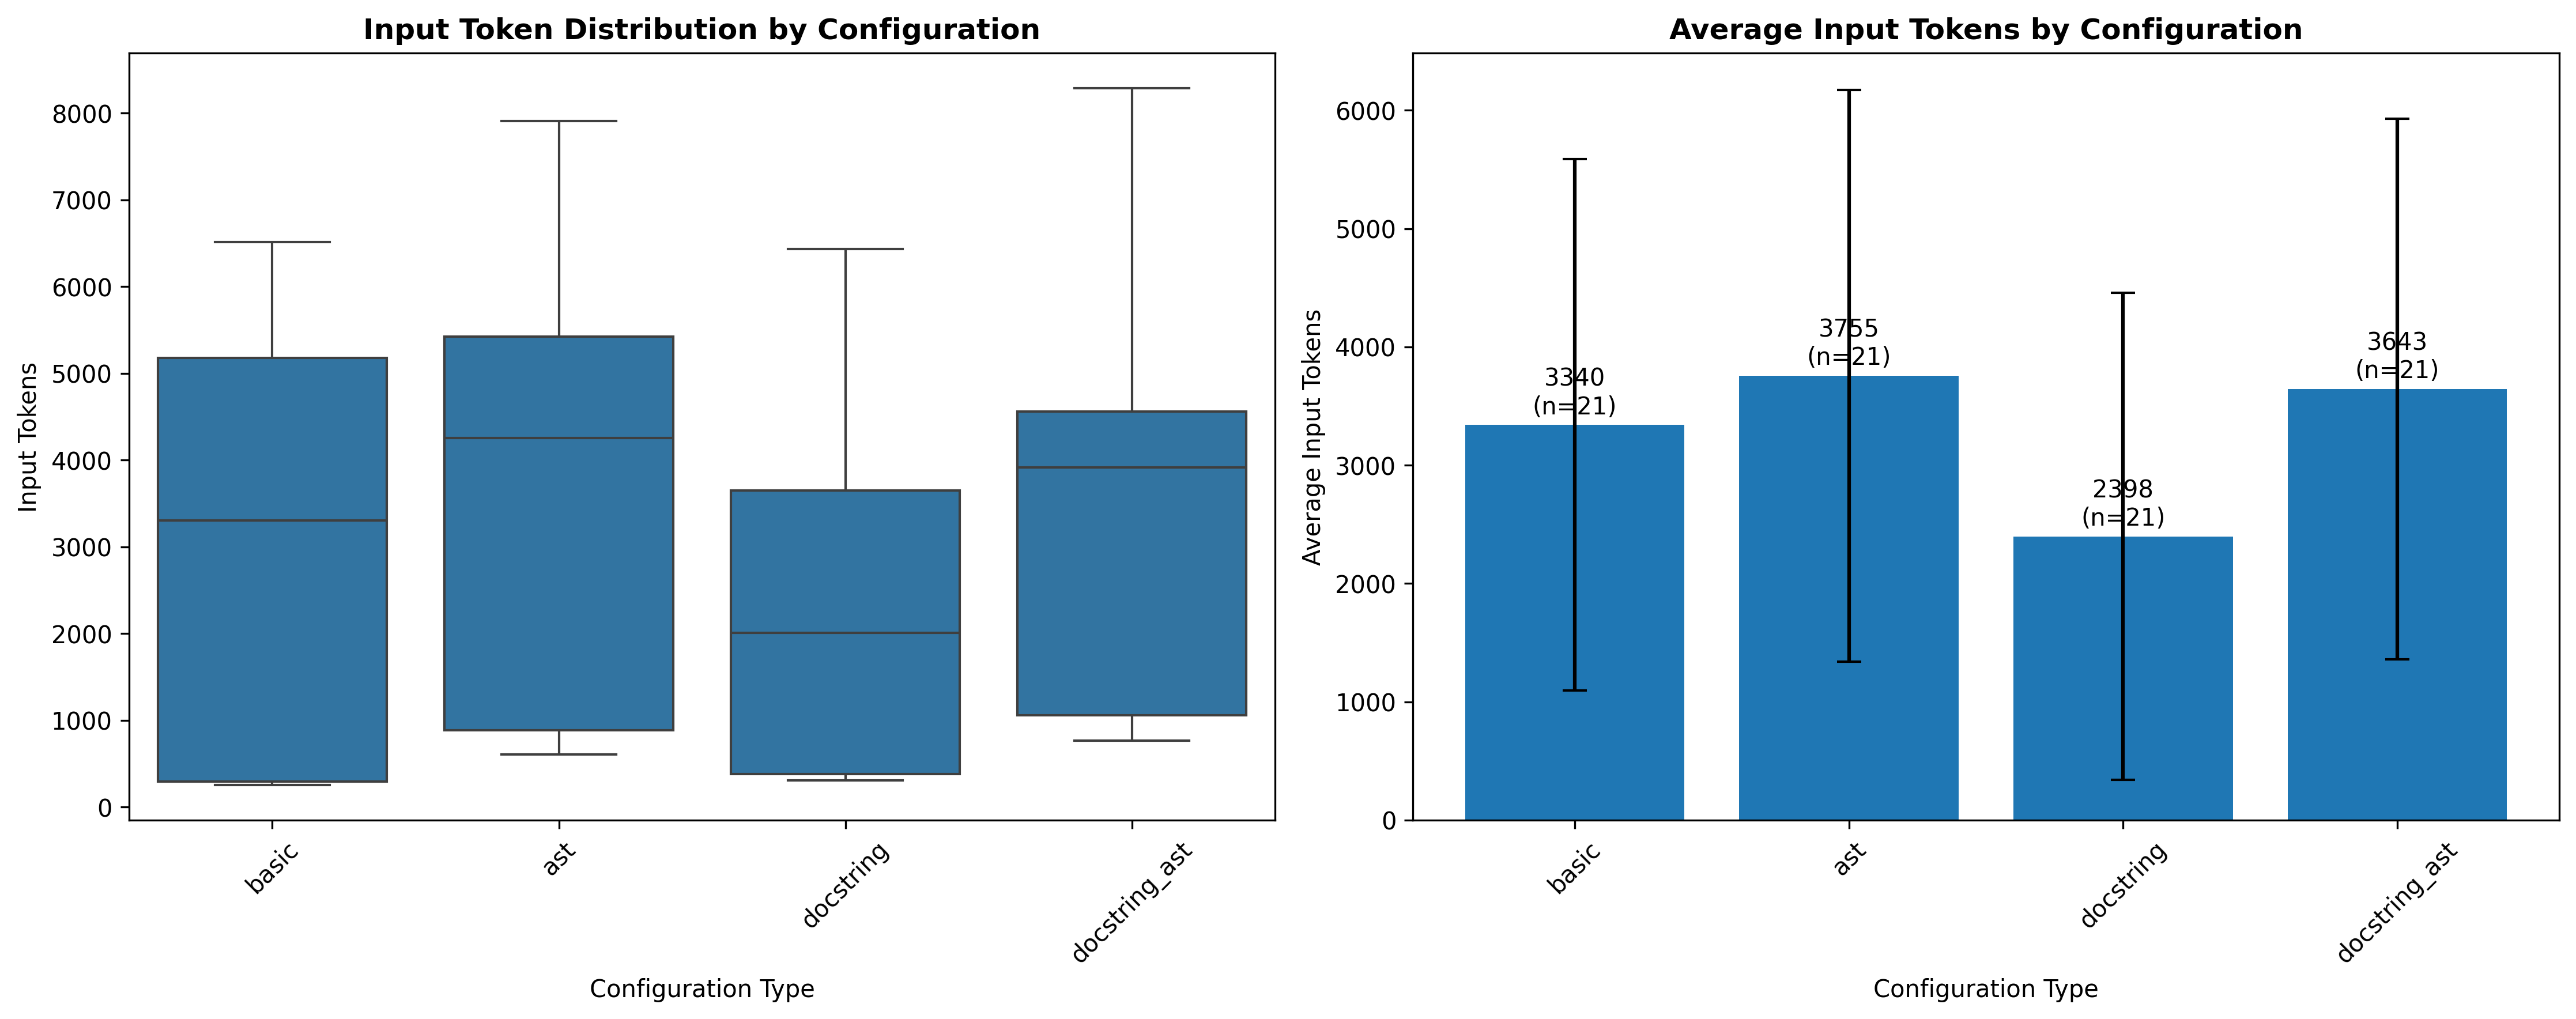 Input Token Distribution by Configuration
Input Tokens
8000
7000
6000
5000
4000
3000
2000
1000
0
basic
ast
docstring
docstring_ast
Configuration Type
Average Input Tokens by Configuration
Average Input Tokens
6000
5000
4000
3000
2000
1000
0
3340
(n=21)
3755
(n=21)
2398
(n=21)
3643
(n=21)
basic
ast
docstring
docstring_ast
Configuration Type